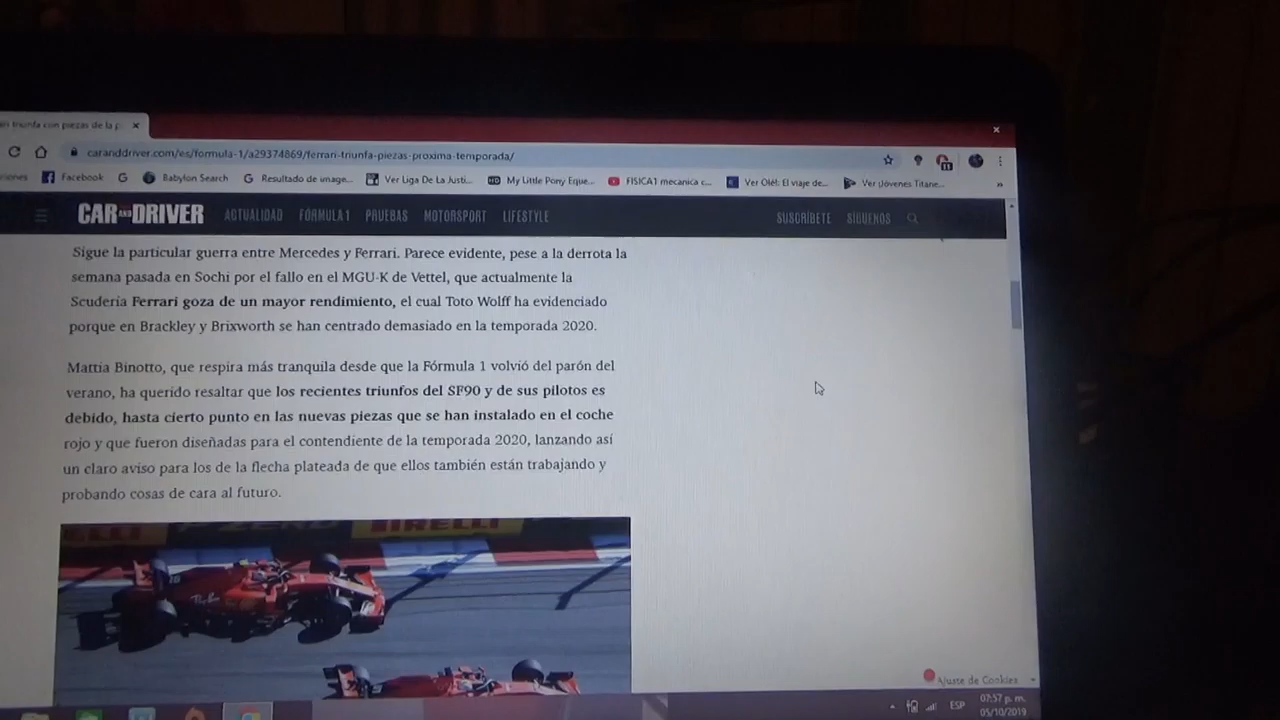 triunfa con piezas de la p
caranddriver.com/es/formula-1/a29374869/ferrari-triunfa-piezas-proxima-temporada/
Facebook
Babylon Search
Resultado de image...
Ver Liga De La Justi...
My Little Pony Eque...
FISICA1 mecanica c...
Ver Olé!: El viaje de...
Ver Jóvenes Titane...
CAR AND DRIVER
ACTUALIDAD FÓRMULA 1 PRUEBAS MOTORSPORT LIFESTYLE
SUSCRÍBETE SÍGUENOS
Sigue la particular guerra entre Mercedes y Ferrari. Parece evidente, pese a la derrota la
semana pasada en Sochi por el fallo en el MGU-K de Vettel, que actualmente la
Scudería Ferrari goza de un mayor rendimiento, el cual Toto Wolff ha evidenciado
porque en Brackley y Brixworth se han centrado demasiado en la temporada 2020.
Mattia Binotto, que respira más tranquila desde que la Fórmula 1 volvió del parón del
verano, ha querido resaltar que los recientes triunfos del SF90 y de sus pilotos es
debido, hasta cierto punto en las nuevas piezas que se han instalado en el coche
rojo y que fueron diseñadas para el contendiente de la temporada 2020, lanzando así
un claro aviso para los de la flecha plateada de que ellos también están trabajando y
probando cosas de cara al futuro.
PIRELLI
Ajuste de Cookies
ESP
07:57 p. m.
05/10/2019